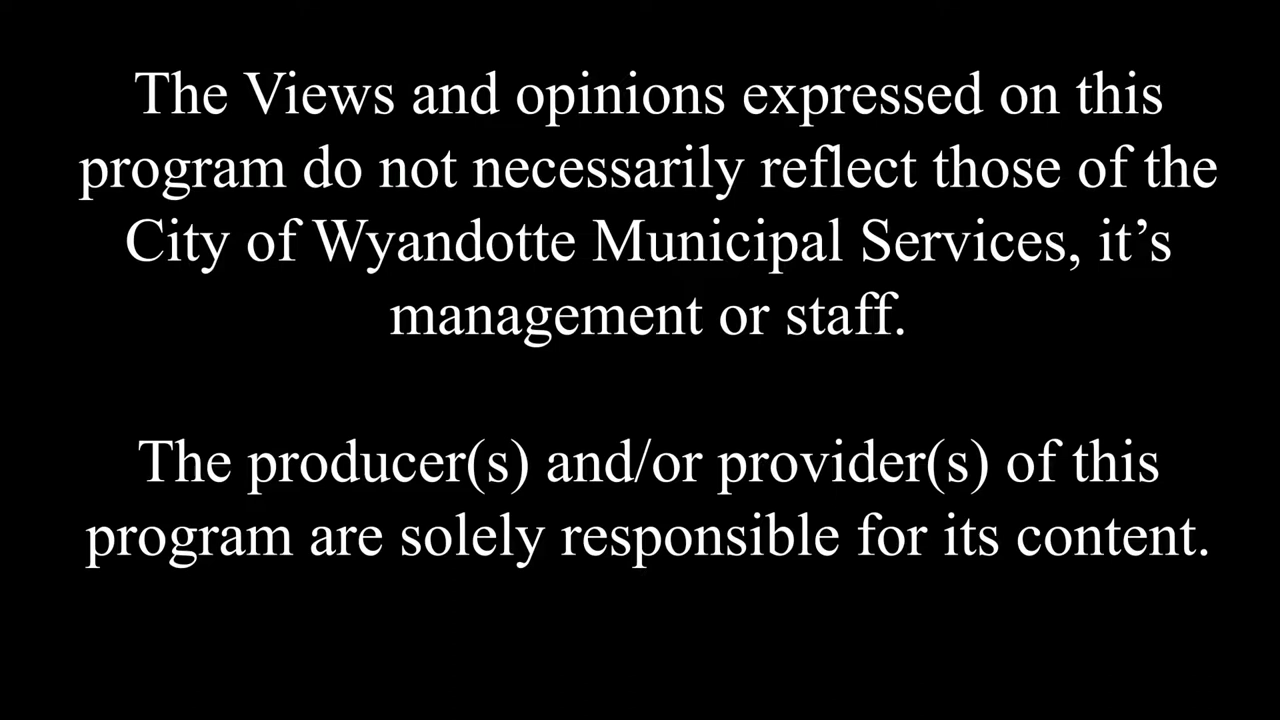 The Views and opinions expressed on this
program do not necessarily reflect those of the
City of Wyandotte Municipal Services, it’s
management or staff.
The producer(s) and/or provider(s) of this
program are solely responsible for its content.